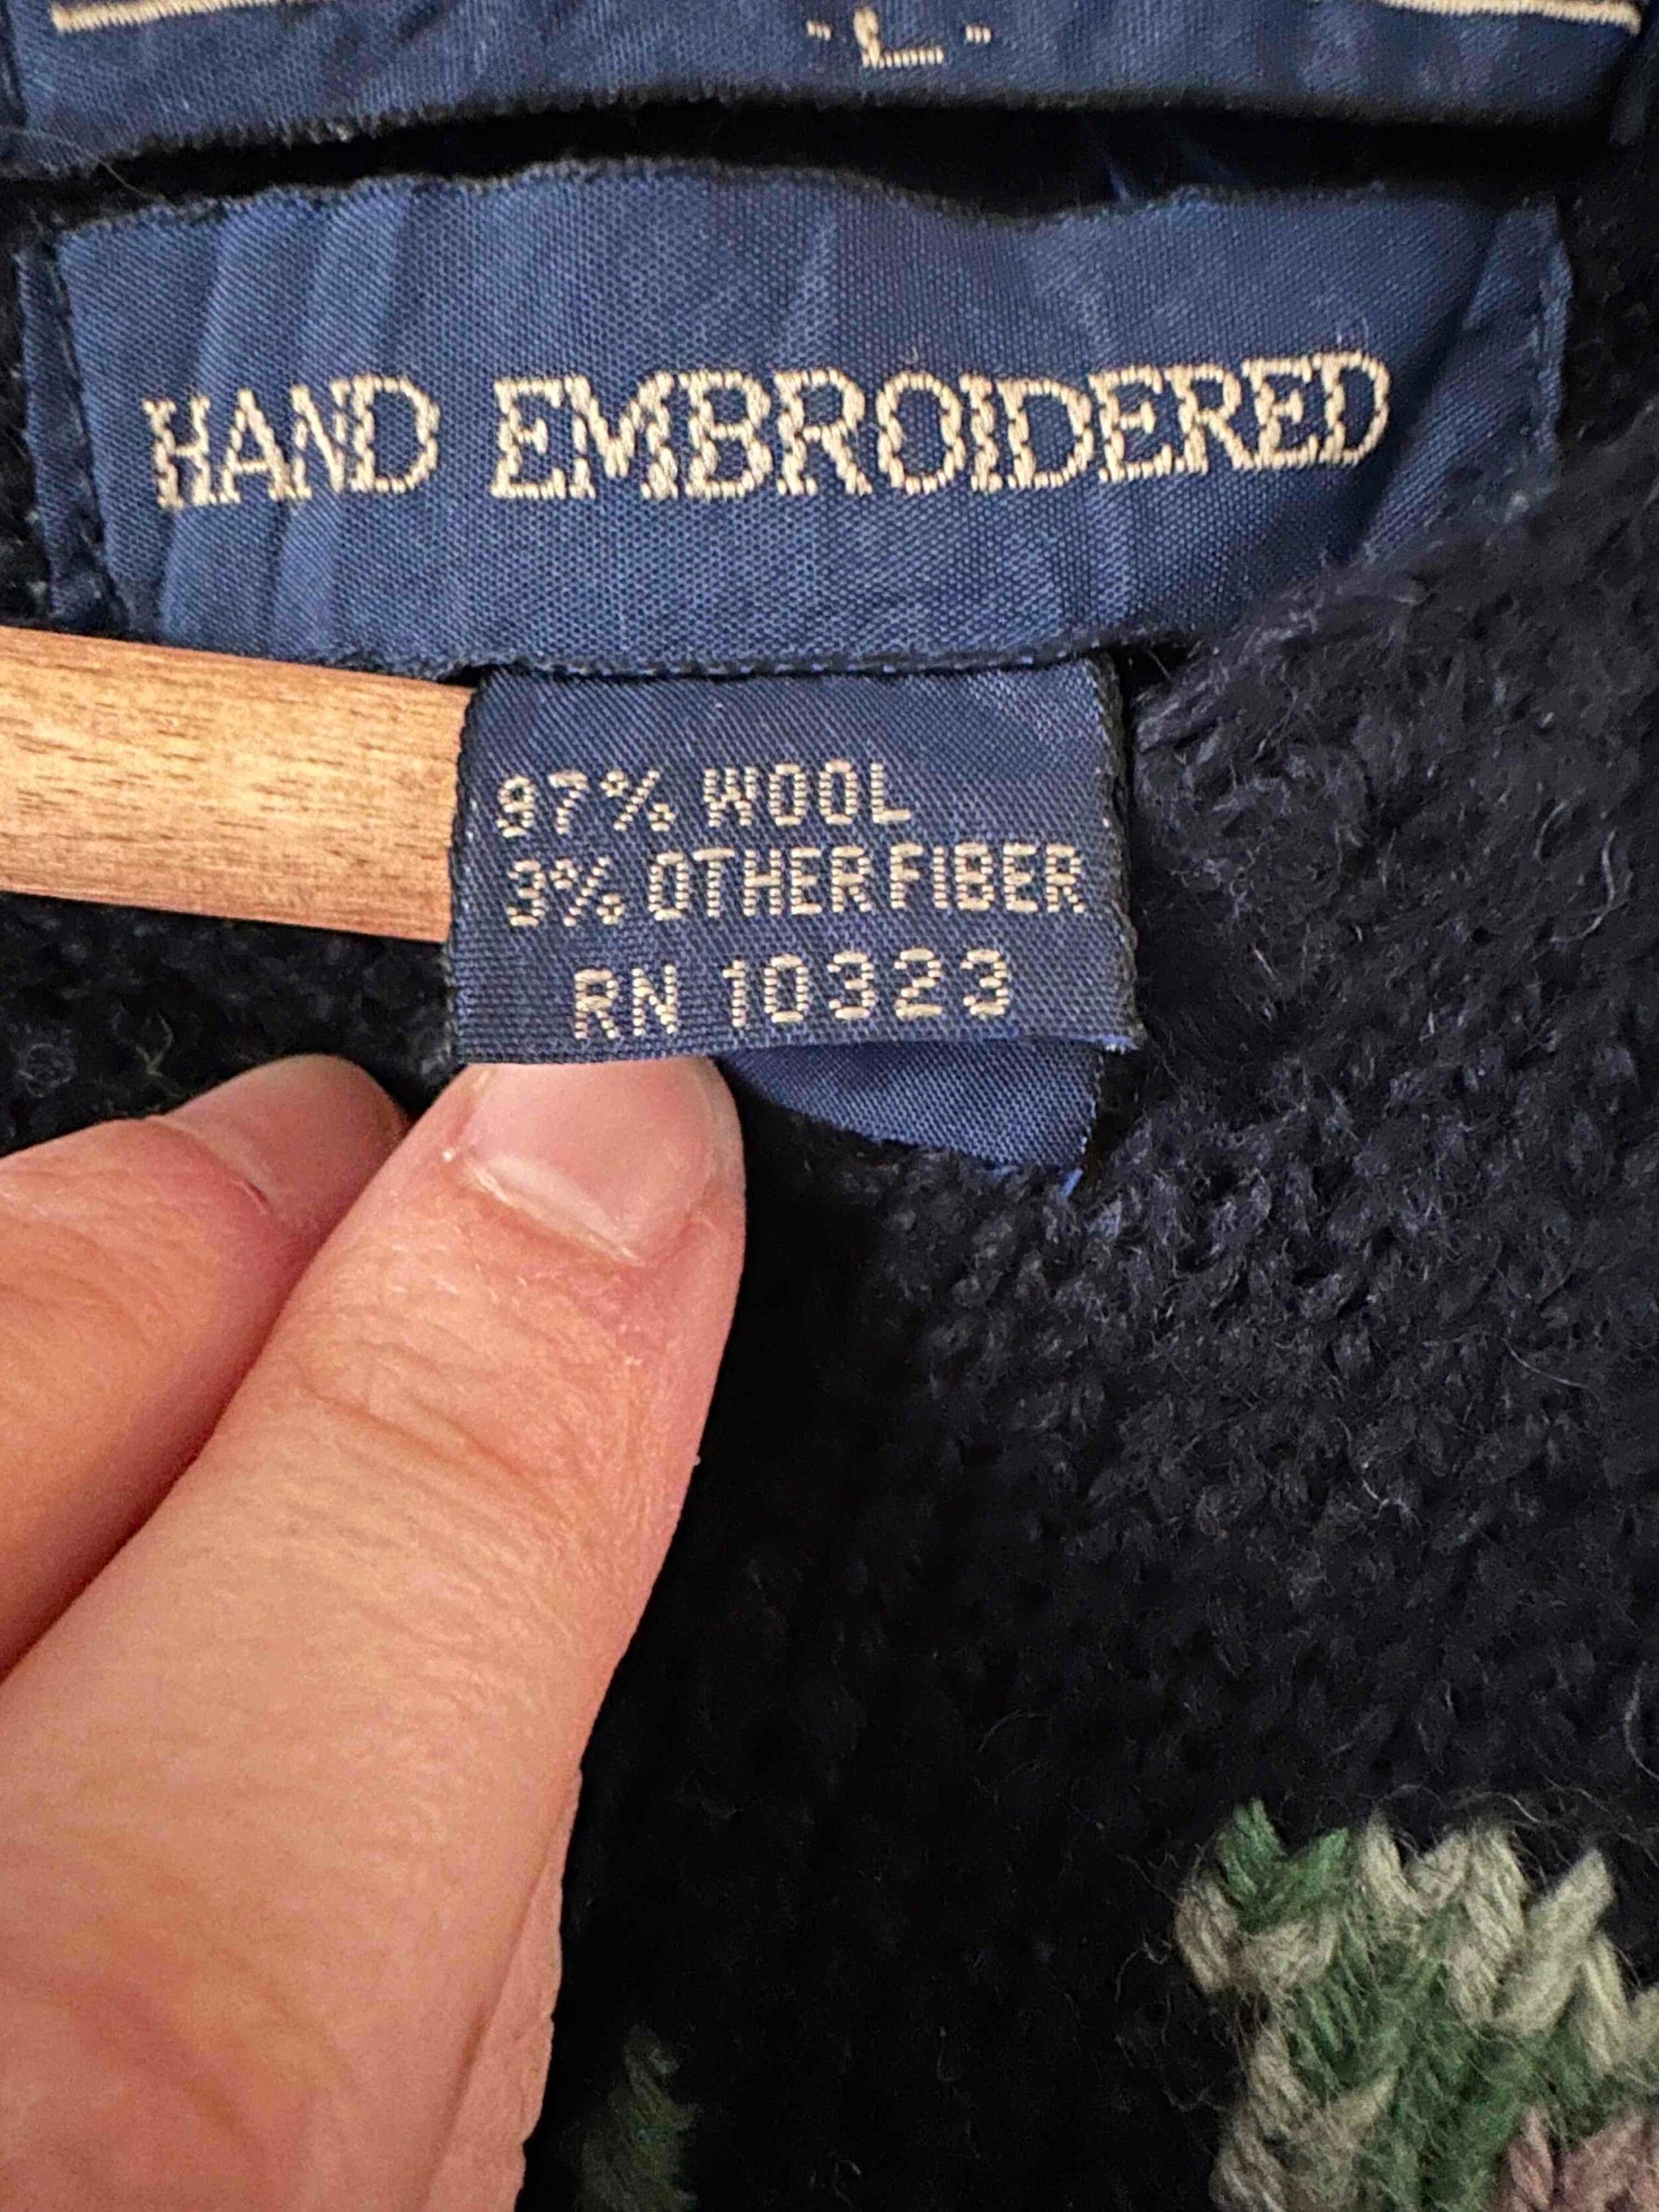 -L-
HAND EMBROIDERED
97% WOOL
3% OTHER FIBER
RN 10323